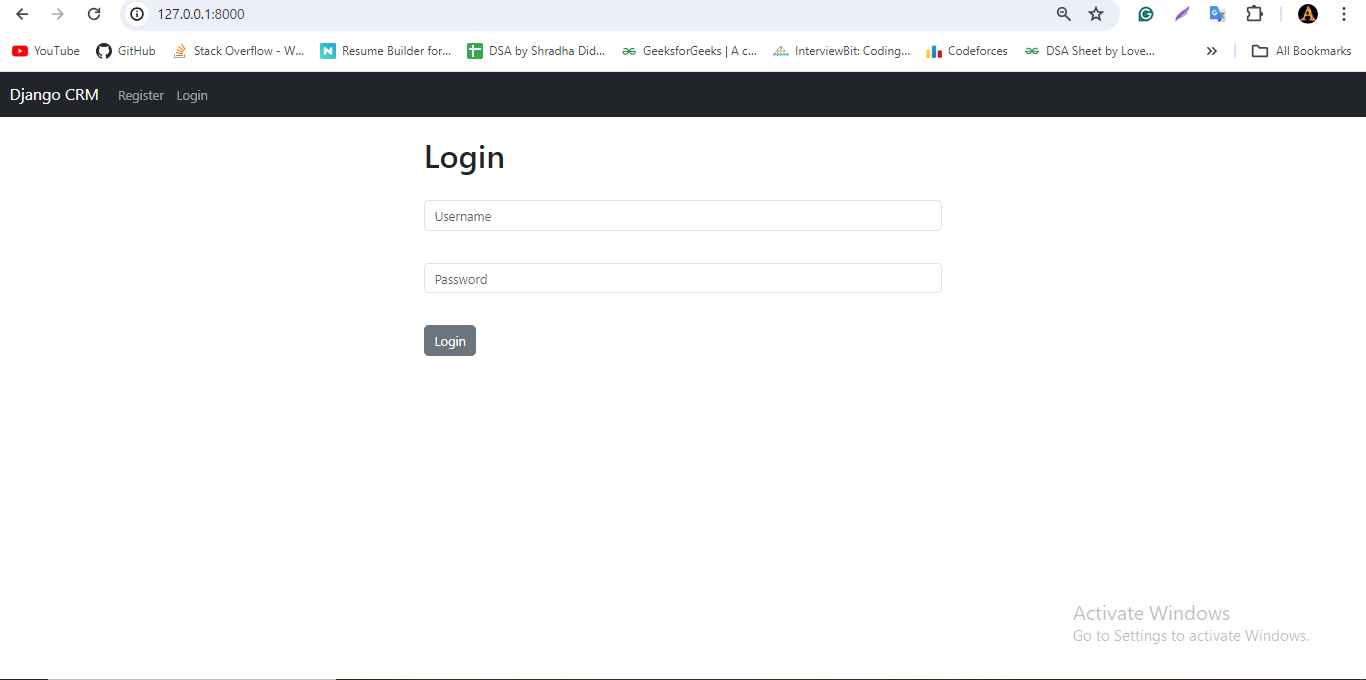 127.0.0.1:8000
YouTube GitHub Stack Overflow - W... Resume Builder for... DSA by Shradha Did... GeeksforGeeks | A c... InterviewBit: Coding... Codeforces DSA Sheet by Love... » All Bookmarks
Django CRM Register Login
Login
Username
Password
Login
Activate Windows
Go to Settings to activate Windows.